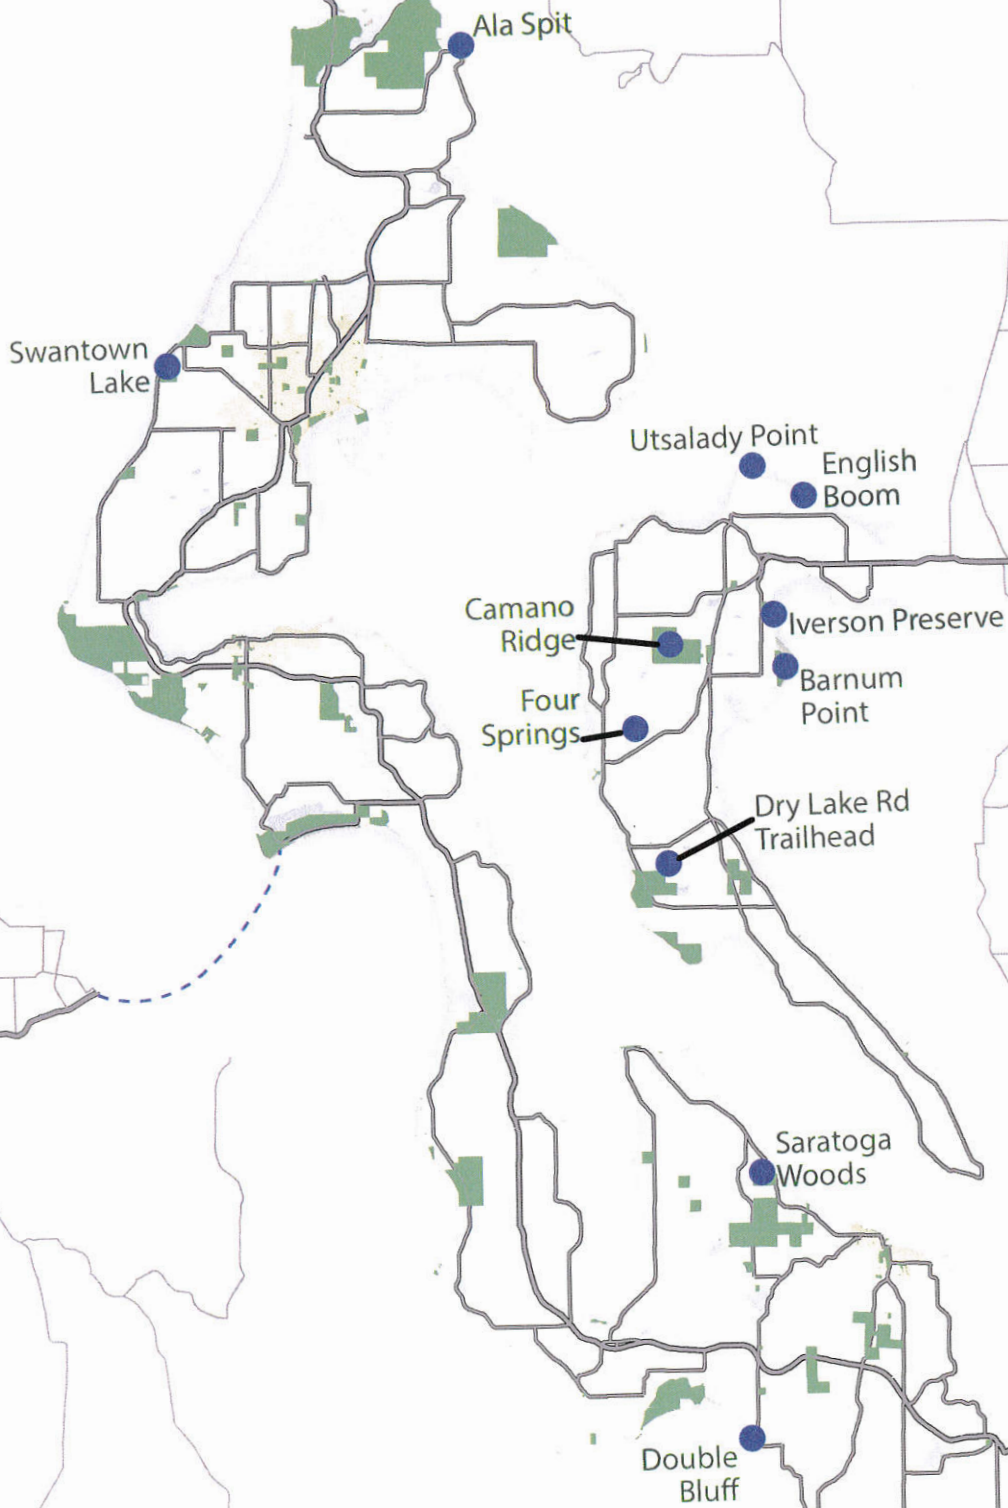 Ala Spit
Swantown
Lake
Utsalady Point
English
Boom
Camano
Ridge
Iverson Preserve
Barnum
Point
Four
Springs
Dry Lake Rd
Trailhead
Saratoga
Woods
Double
Bluff